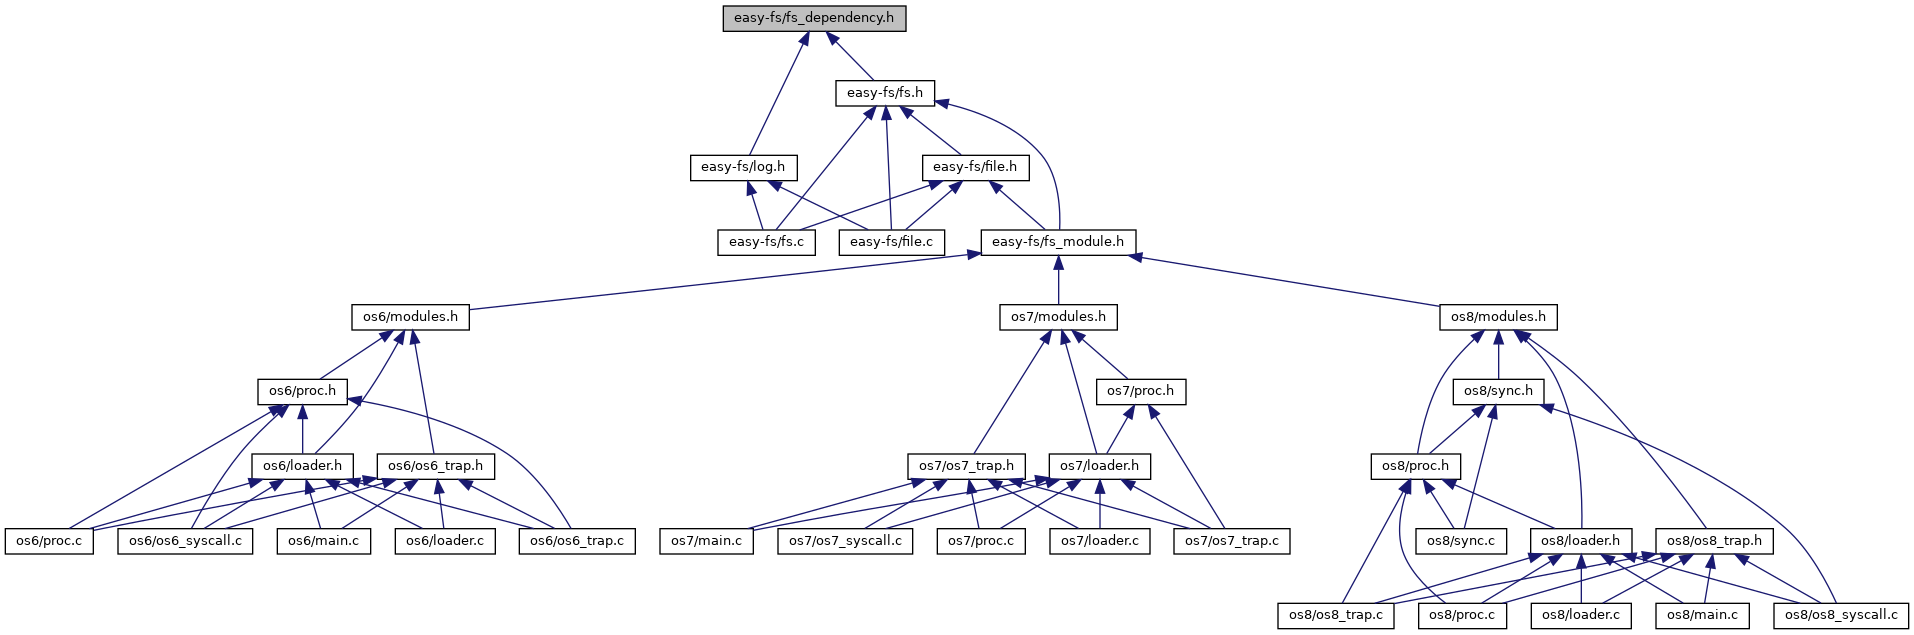 easy-fs/fs_dependency.h
easy-fs/fs.h
easy-fs/log.h
easy-fs/file.h
easy-fs/fs.c
easy-fs/file.c
easy-fs/fs_module.h
os6/modules.h
os7/modules.h
os8/modules.h
os6/proc.h
os7/proc.h
os8/sync.h
os6/loader.h
os6/os6_trap.h
os7/os7_trap.h
os7/loader.h
os8/proc.h
os6/proc.c
os6/os6_syscall.c
os6/main.c
os6/loader.c
os6/os6_trap.c
os7/main.c
os7/os7_syscall.c
os7/proc.c
os7/loader.c
os7/os7_trap.c
os8/sync.c
os8/loader.h
os8/os8_trap.h
os8/os8_trap.c
os8/proc.c
os8/loader.c
os8/main.c
os8/os8_syscall.c